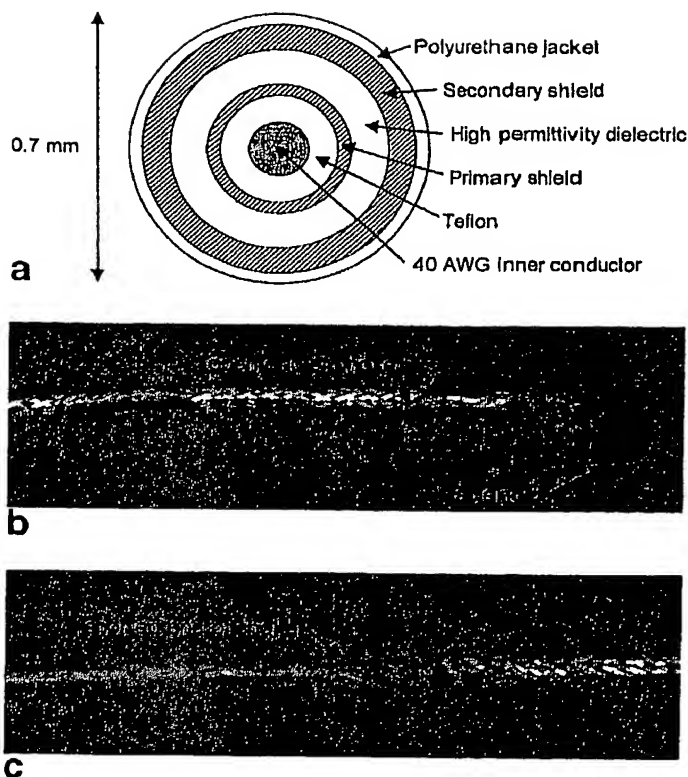 Polyurethane jacket
Secondary shield
0.7 mm
High permittivity dielectric
Primary shield
Teflon
a
40 AWG inner conductor
b
c